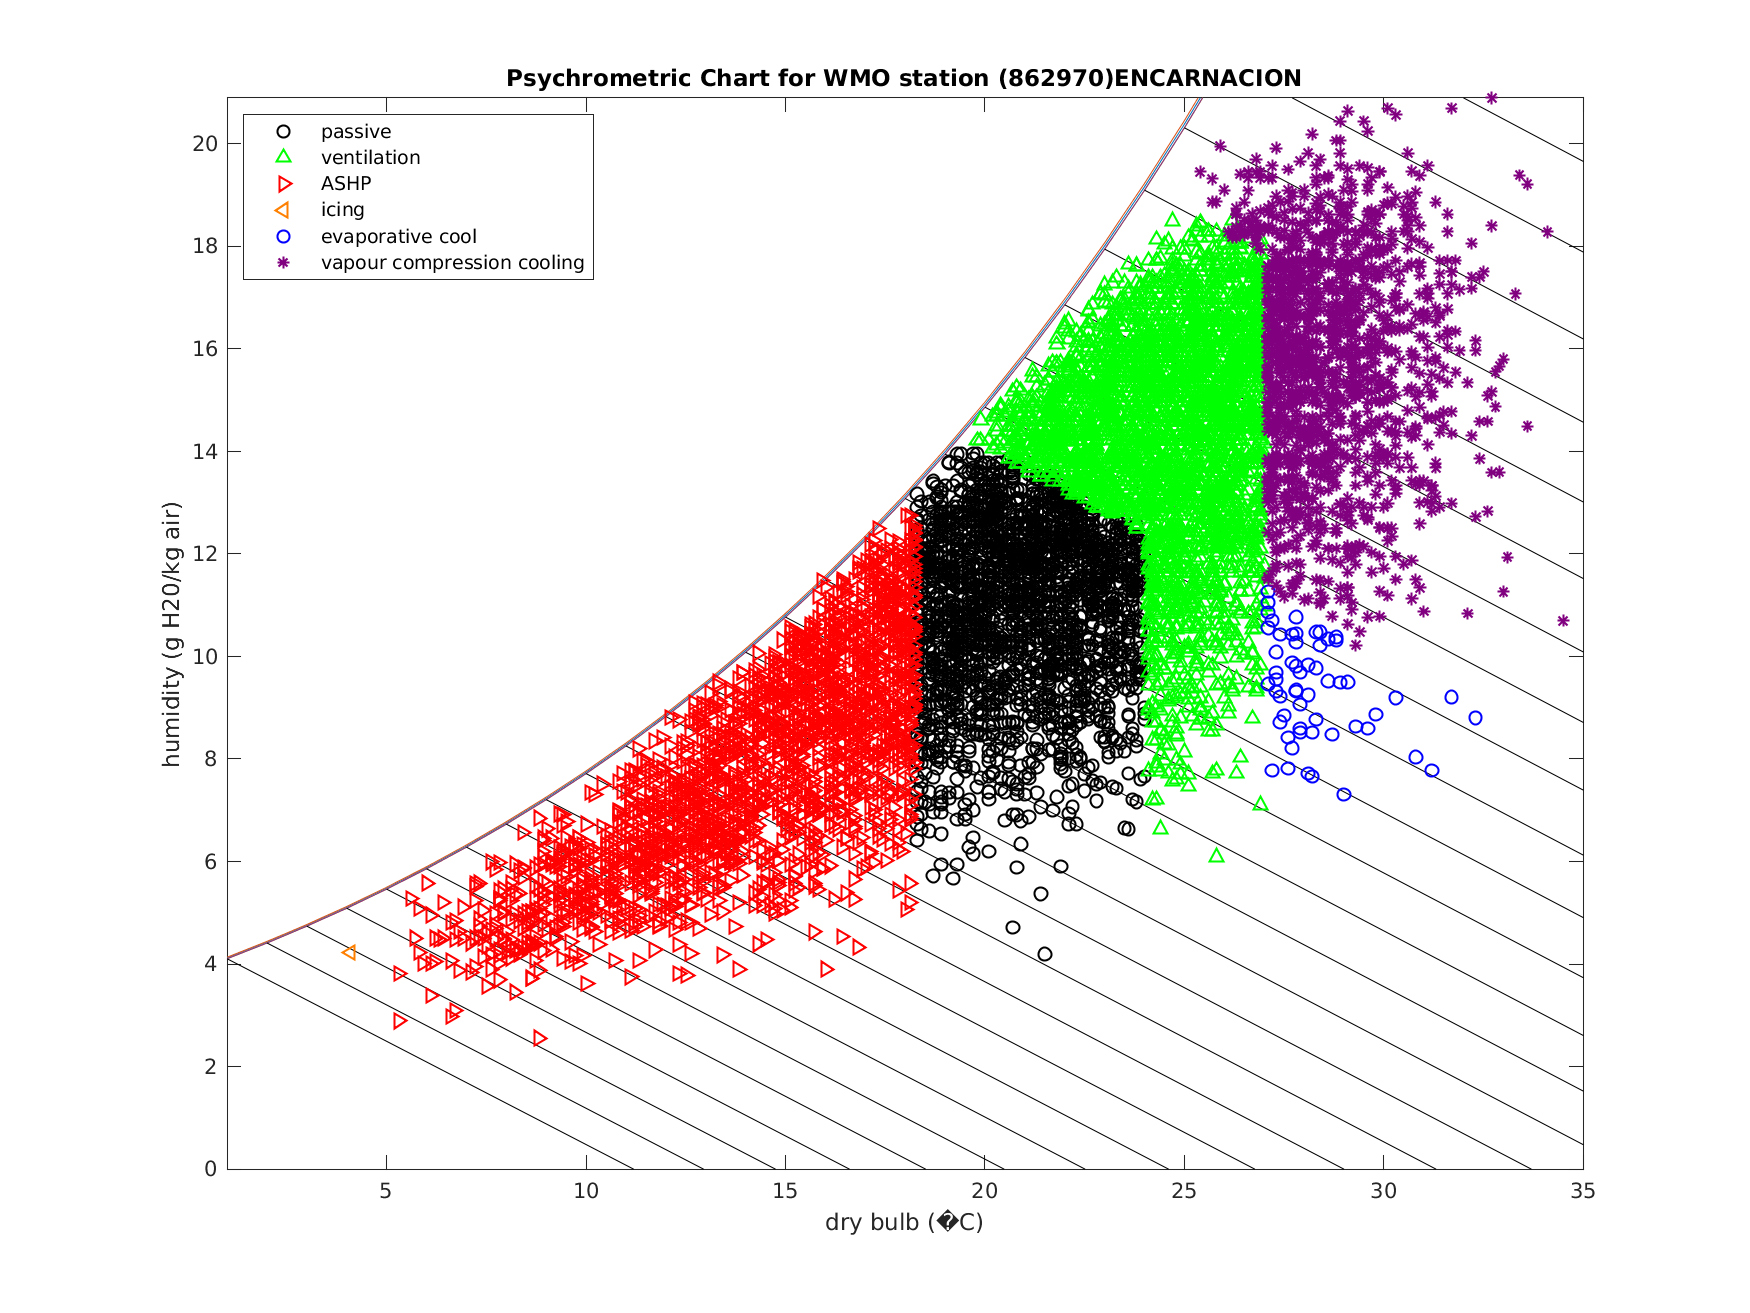 Psychrometric Chart for WMO station (862970)ENCARNACION
passive
ventilation
ASHP
icing
evaporative cool
vapour compression cooling
humidity (g H20/kg air)
20
18
16
14
12
10
8
6
4
2
0
5
10
15
20
25
30
35
dry bulb (�C)